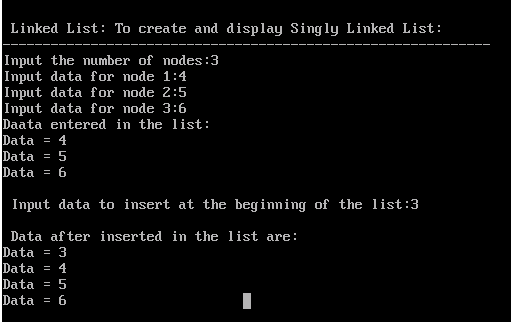 Linked List: To create and display Singly Linked List:
-------------------------------------------------------------
Input the number of nodes:3
Input data for node 1:4
Input data for node 2:5
Input data for node 3:6
Daata entered in the list:
Data = 4
Data = 5
Data = 6
Input data to insert at the beginning of the list:3
Data after inserted in the list are:
Data = 3
Data = 4
Data = 5
Data = 6